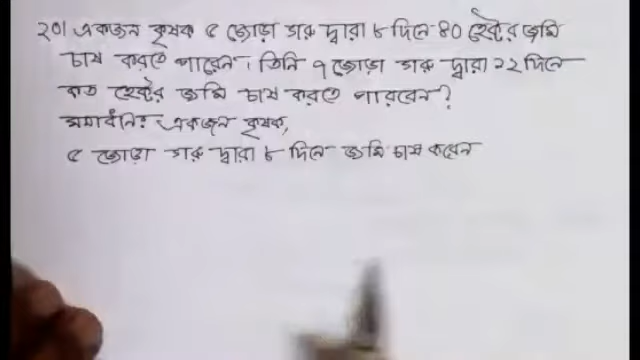 ২০। একজন কৃষক ৫ জোড়া গরু দ্বারা ৮ দিনে ৪০ হেক্টর জমি
চাষ করতে পারেন। তিনি ৭ জোড়া গরু দ্বারা ১২ দিনে
কত হেক্টর জমি চাষ করতে পারবেন?
সমাধান: একজন কৃষক,
৫ জোড়া গরু দ্বারা ৮ দিনে জমি চাষ করেন